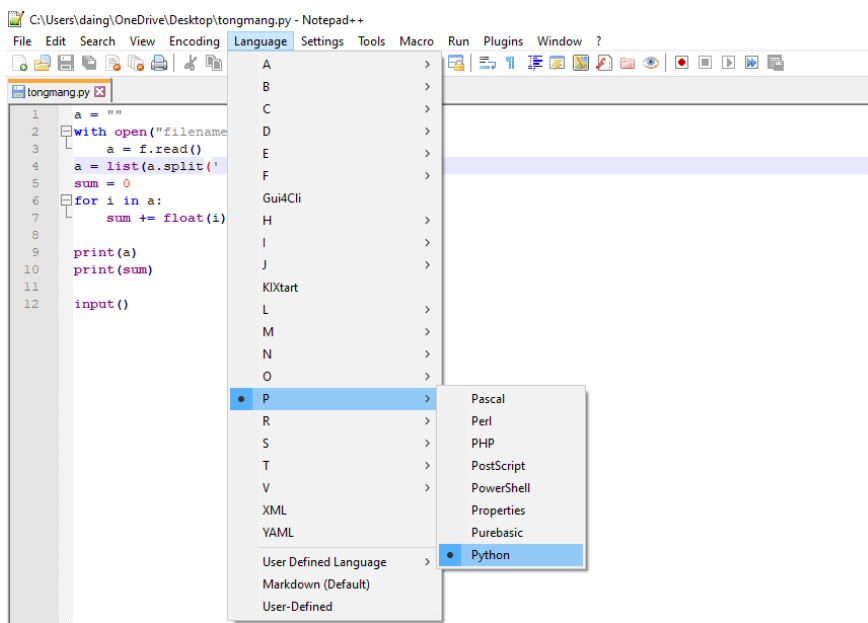 C:\Users\daing\OneDrive\Desktop\tongmang.py - Notepad++
File Edit Search View Encoding Language Settings Tools Macro Run Plugins Window ?
tongmang.py
1 a = ""
2 with open("filename
3 a = f.read()
4 a = list(a.split('
5 sum = 0
6 for i in a:
7 sum += float(i)
8
9 print(a)
10 print(sum)
11
12 input()
A
B
C
D
E
F
Gui4Cli
H
I
J
KIXtart
L
M
N
O
P
R
S
T
V
XML
YAML
User Defined Language
Markdown (Default)
User-Defined
Pascal
Perl
PHP
PostScript
PowerShell
Properties
Purebasic
Python